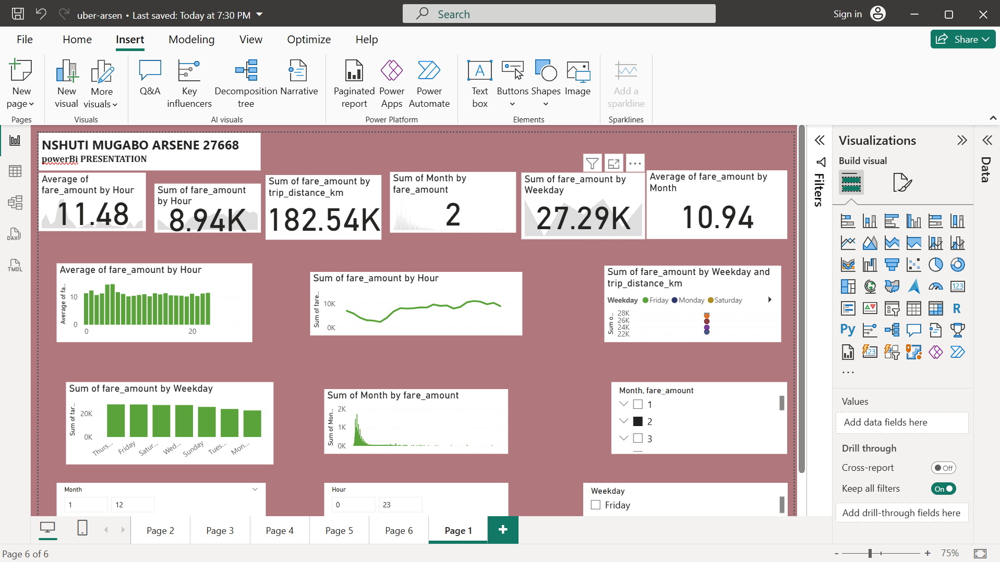 uber-arsen • Last saved: Today at 7:30 PM
Search
Sign in
File
Home
Insert
Modeling
View
Optimize
Help
Share
New page
New visual
More visuals
Q&A
Key influencers
Decomposition tree
Narrative
Paginated report
Power Apps
Power Automate
Text box
Buttons
Shapes
Image
Add a sparkline
Pages
Visuals
AI visuals
Power Platform
Elements
Sparklines
NSHUTI MUGABO ARSENE 27668
powerBi PRESENTATION
Average of
fare_amount by Hour
11.48
Sum of fare_amount
by Hour
8.94K
Sum of fare_amount by
trip_distance_km
182.54K
Sum of Month by
fare_amount
2
Sum of fare_amount by
Weekday
27.29K
Average of fare_amount by
Month
10.94
Average of fare_amount by Hour
Average of fa...
10
0
0
20
Sum of fare_amount by Hour
Sum of fare...
10K
0K
Sum of fare_amount by Weekday and
trip_distance_km
Weekday Friday Monday Saturday
Sum o...
28K
26K
24K
22K
Sum of fare_amount by Weekday
Sum of far...
20K
0K
Thurs...
Friday
Satur...
Wed...
Sunday
Tues...
Mon...
Sum of Month by fare_amount
Sum of Mon...
2K
1K
0K
Month, fare_amount
1
2
3
Month
1
12
Hour
0
23
Weekday
Friday
Filters
Visualizations
Build visual
123
R
Py
123
Values
Add data fields here
Drill through
Cross-report
Off
Keep all filters
On
Add drill-through fields here
Data
DAX
TMDL
Page 2
Page 3
Page 4
Page 5
Page 6
Page 1
+
Page 6 of 6
- + 75%